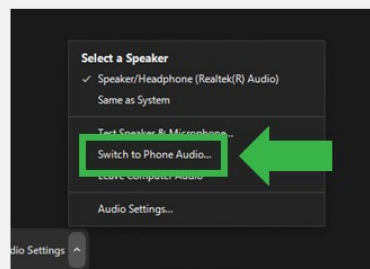 Select a Speaker
✓ Speaker/Headphone (Realtek(R) Audio)
Same as System
Test Speaker & Microphone...
Switch to Phone Audio...
Leave Computer Audio
Audio Settings...
dio Settings